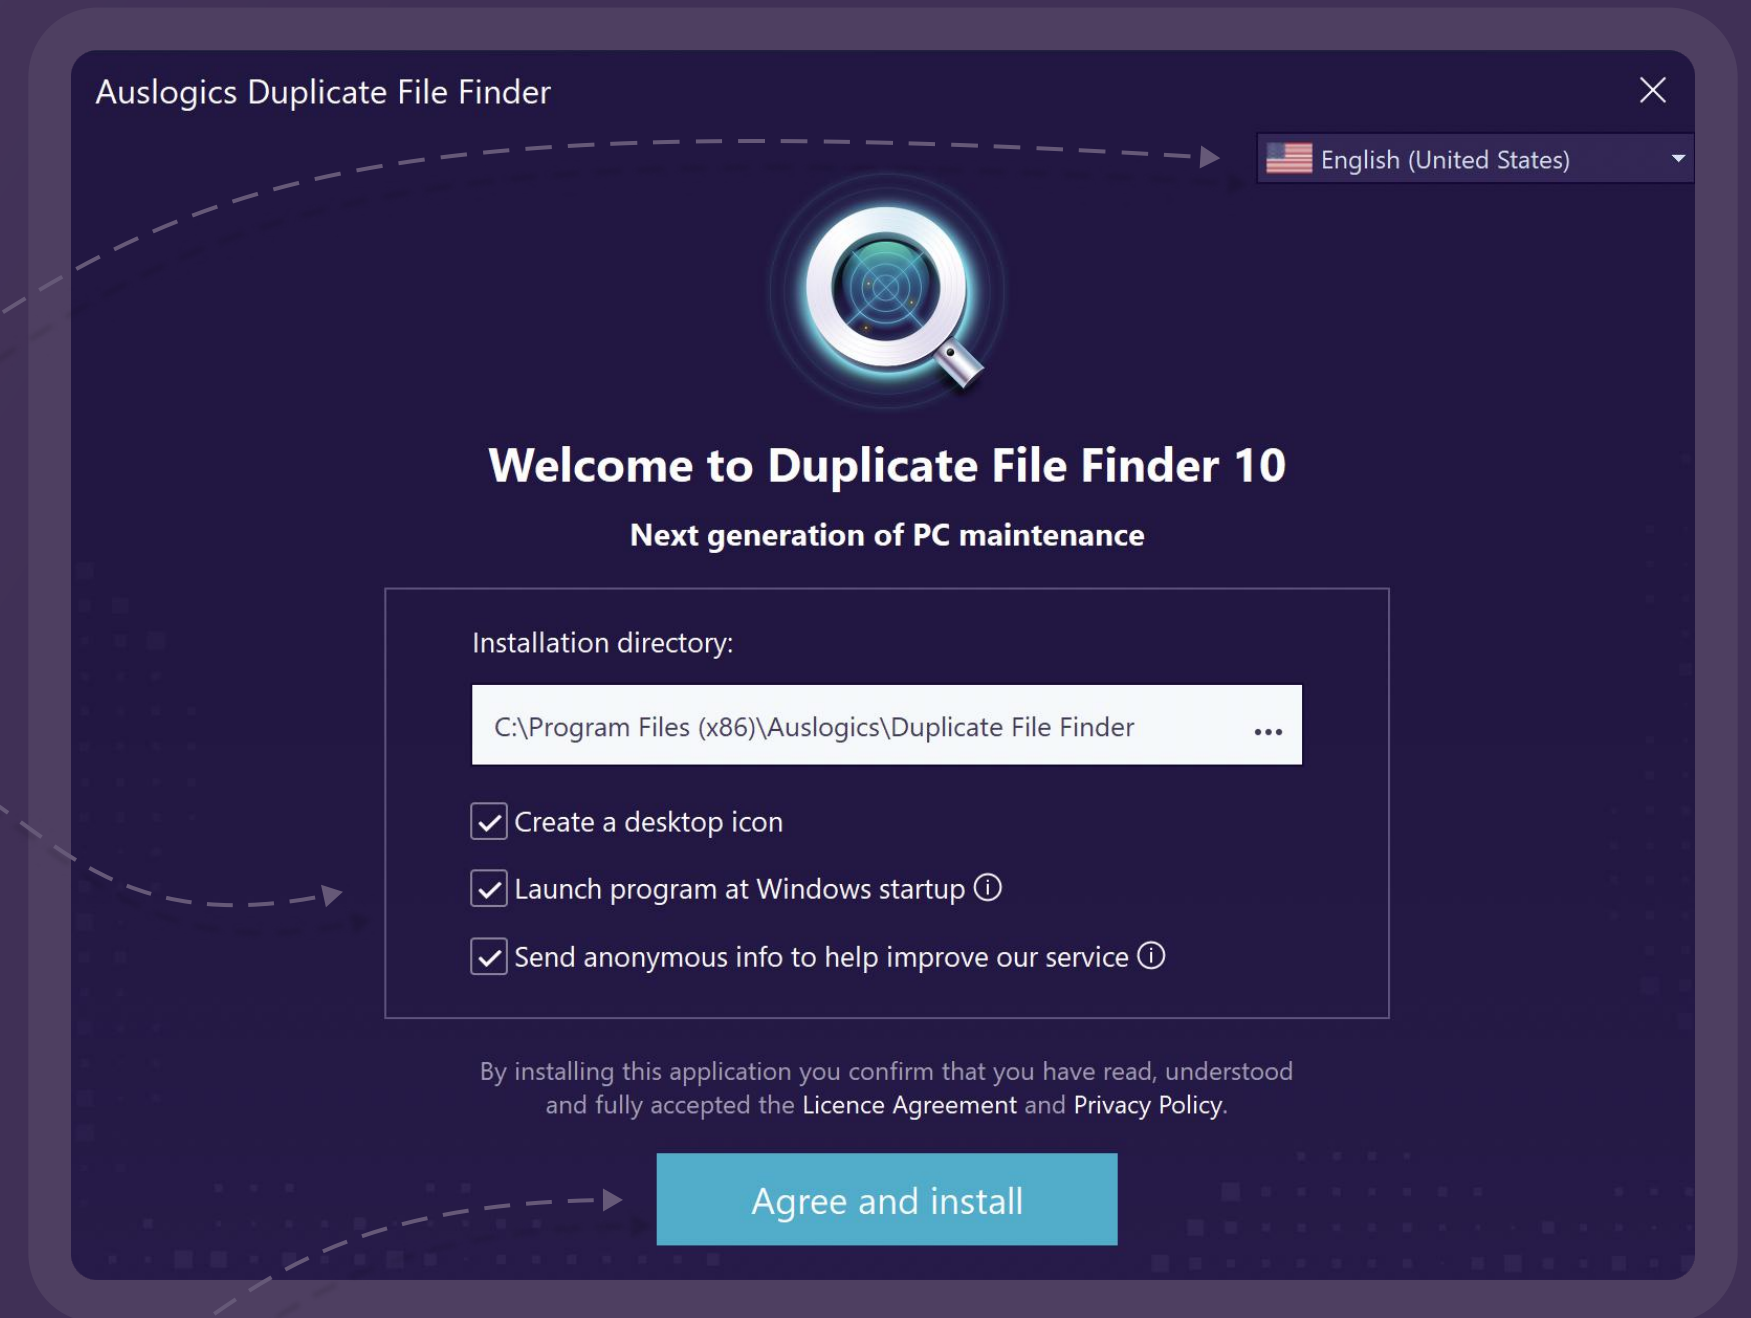 Auslogics Duplicate File Finder
English (United States)
Welcome to Duplicate File Finder 10
Next generation of PC maintenance
Installation directory:
C:\Program Files (x86)\Auslogics\Duplicate File Finder ...
Create a desktop icon
Launch program at Windows startup
Send anonymous info to help improve our service
By installing this application you confirm that you have read, understood
and fully accepted the Licence Agreement and Privacy Policy.
Agree and install